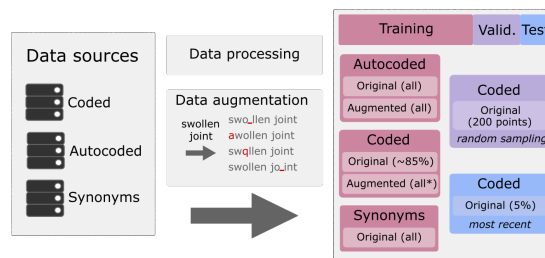 Data sources
Coded
Autocoded
Synonyms
Data processing
Data augmentation
swollen
joint
swo_llen joint
awollen joint
swqllen joint
swollen jo_int
Training
Valid.
Test
Autocoded
Original (all)
Augmented (all)
Coded
Original (~85%)
Augmented (all*)
Synonyms
Original (all)
Coded
Original
(200 points)
random sampling
Coded
Original (5%)
most recent